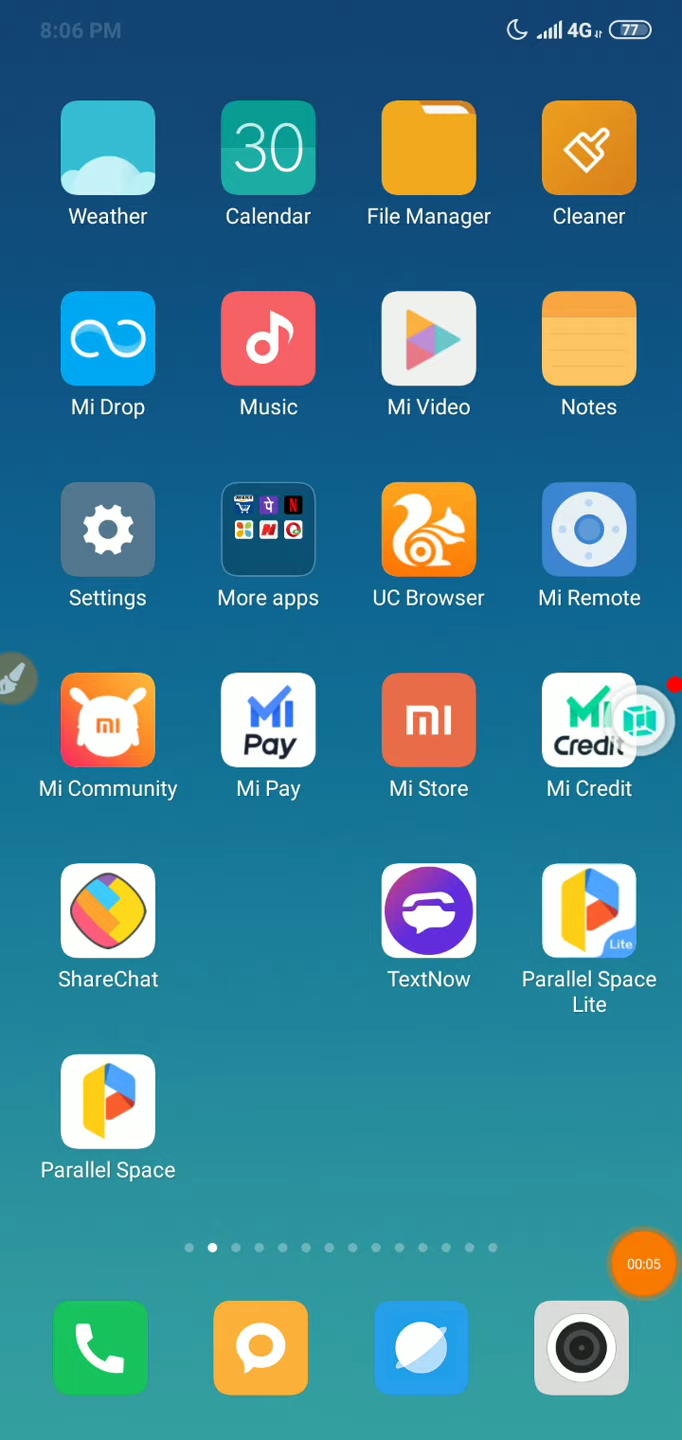 8:06 PM 4G 77
Weather Calendar File Manager Cleaner
30
Mi Drop Music Mi Video Notes
पे N
Settings More apps UC Browser Mi Remote
mi Pay mi mi Credit
Mi Community Mi Pay Mi Store Mi Credit
Lite
ShareChat TextNow Parallel Space
Lite
Parallel Space
00:05